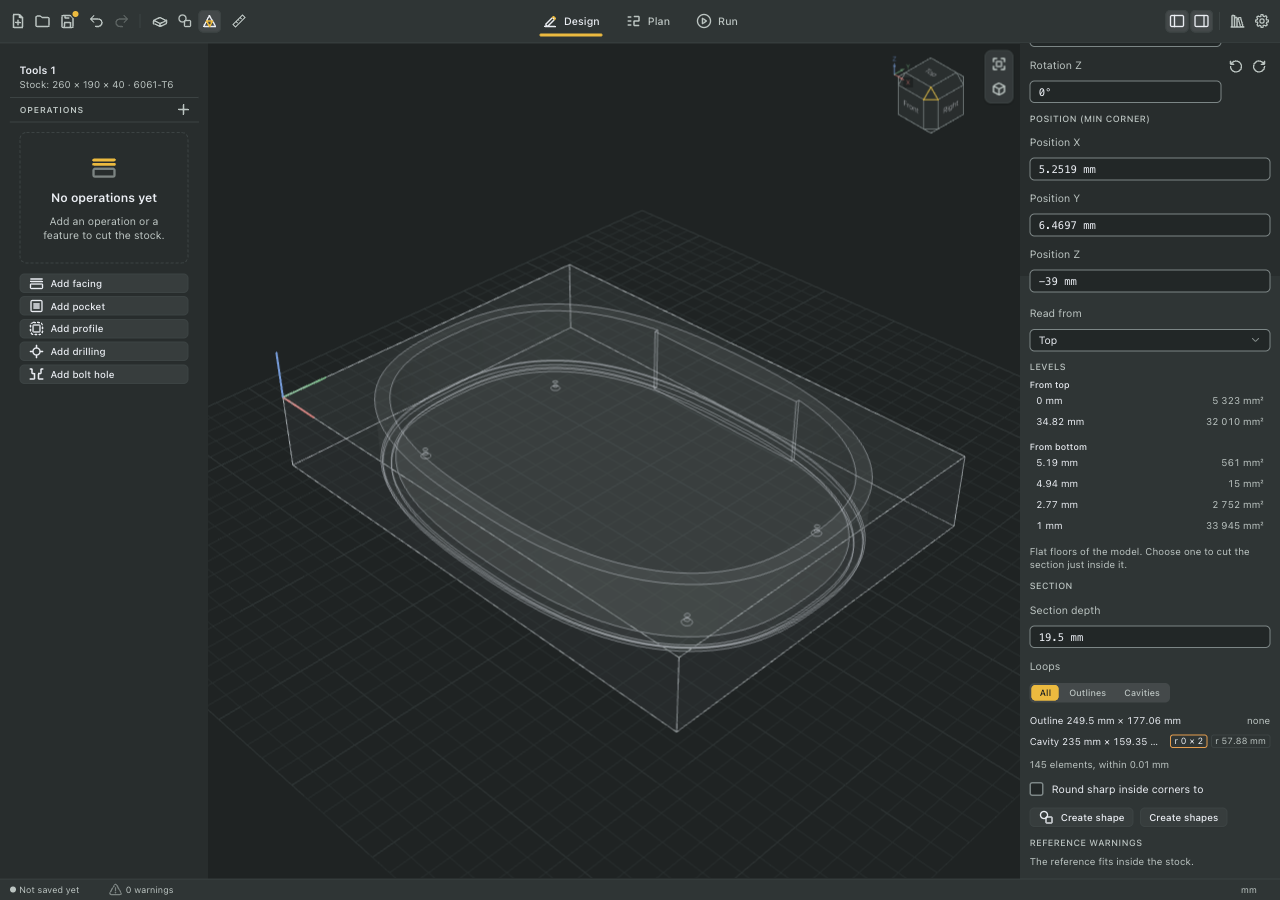 Design
Plan
Run
Tools 1
Stock: 260 × 190 × 40 · 6061-T6
OPERATIONS
No operations yet
Add an operation or a
feature to cut the stock.
Add facing
Add pocket
Add profile
Add drilling
Add bolt hole
Top
Front
Right
Rotation Z
0°
POSITION (MIN CORNER)
Position X
5.2519 mm
Position Y
6.4697 mm
Position Z
−39 mm
Read from
Top
LEVELS
From top
0 mm 5 323 mm²
34.82 mm 32 010 mm²
From bottom
5.19 mm 561 mm²
4.94 mm 15 mm²
2.77 mm 2 752 mm²
1 mm 33 945 mm²
Flat floors of the model. Choose one to cut the
section just inside it.
SECTION
Section depth
19.5 mm
Loops
All Outlines Cavities
Outline 249.5 mm × 177.06 mm none
Cavity 235 mm × 159.35 … r 0 × 2 r 57.88 mm
145 elements, within 0.01 mm
Round sharp inside corners to
Create shape Create shapes
REFERENCE WARNINGS
The reference fits inside the stock.
Not saved yet 0 warnings mm